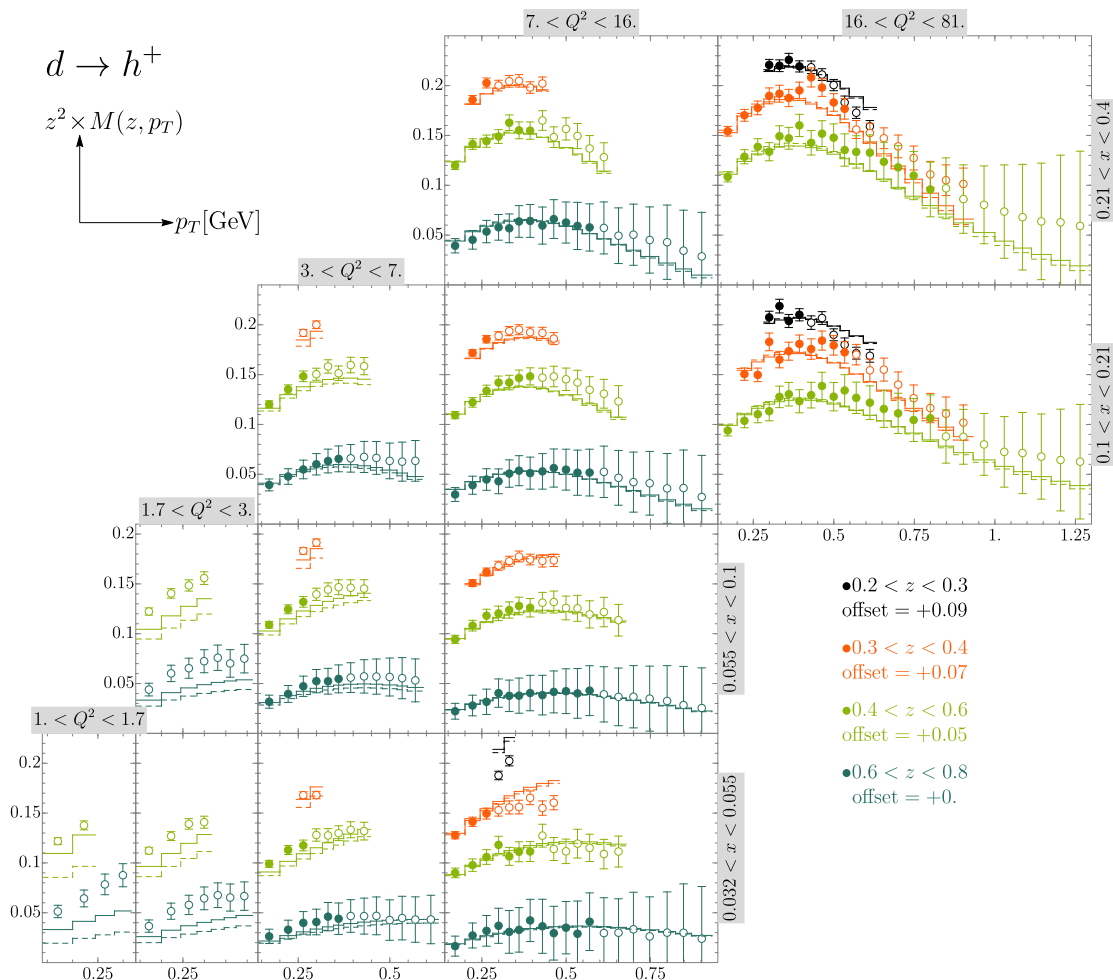 7. < Q² < 16.
16. < Q² < 81.
d → h⁺
z² × M(z, p_T)
p_T[GeV]
0.2
0.15
0.1
0.05
0.21 < x < 0.4
3. < Q² < 7.
0.2
0.15
0.1
0.05
0.1 < x < 0.21
0.25
0.5
0.75
1.
1.25
1.7 < Q² < 3.
0.2
0.15
0.1
0.05
0.055 < x < 0.1
0.2 < z < 0.3
offset = +0.09
0.3 < z < 0.4
offset = +0.07
0.4 < z < 0.6
offset = +0.05
0.6 < z < 0.8
offset = +0.
1. < Q² < 1.7
0.2
0.15
0.1
0.05
0.032 < x < 0.055
0.25
0.25
0.25
0.5
0.25
0.5
0.75